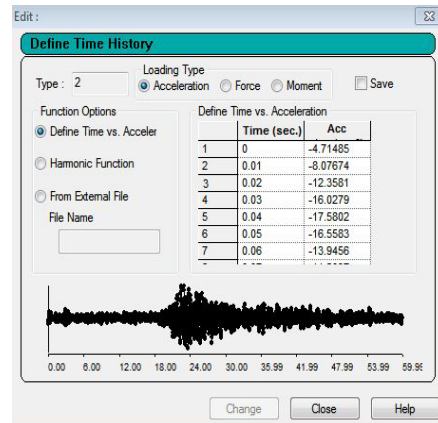 Edit :
Define Time History
Type : 2
Loading Type
Acceleration Force Moment
Save
Function Options
Define Time vs. Acceler
Harmonic Function
From External File
File Name
Define Time vs. Acceleration
Time (sec.) Acc
1 0 -4.71485
2 0.01 -8.07674
3 0.02 -12.3581
4 0.03 -16.0279
5 0.04 -17.5802
6 0.05 -16.5583
7 0.06 -13.9456
0.00 6.00 12.00 18.00 24.00 30.00 35.99 41.99 47.99 53.99 59.95
Change Close Help